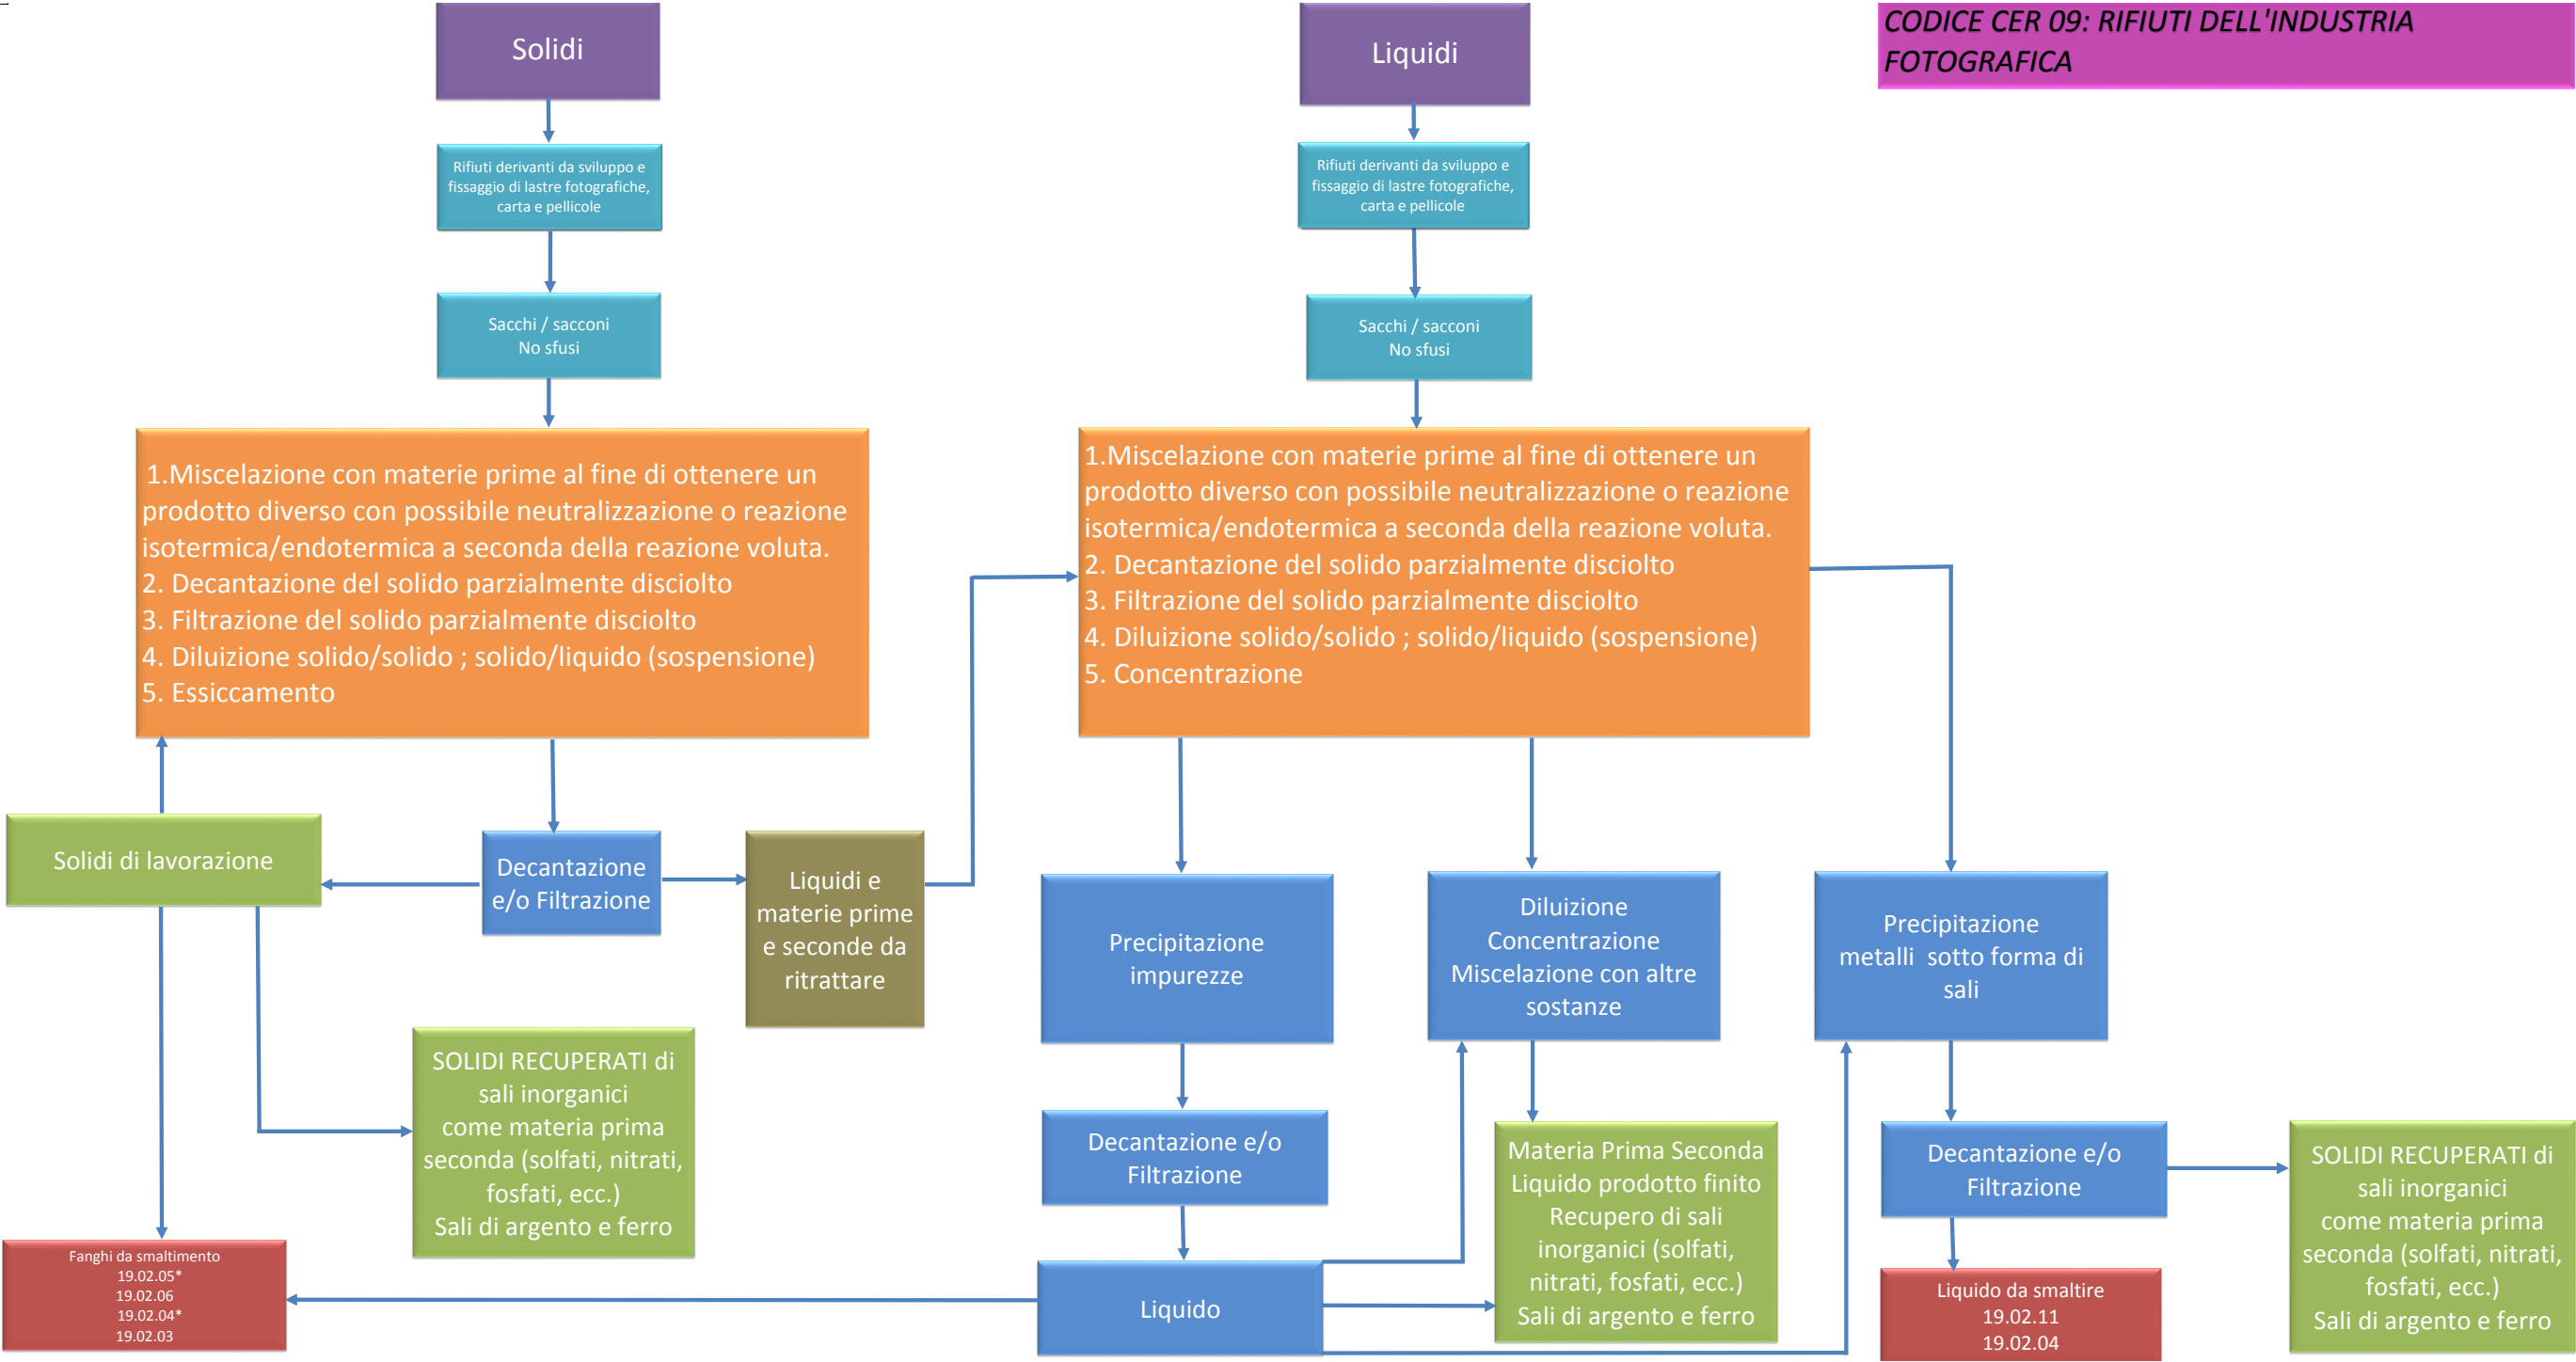 CODICE CER 09: RIFIUTI DELL'INDUSTRIA
FOTOGRAFICA
Solidi
Liquidi
Rifiuti derivanti da sviluppo e
fissaggio di lastre fotografiche,
carta e pellicole
Rifiuti derivanti da sviluppo e
fissaggio di lastre fotografiche,
carta e pellicole
Sacchi / sacconi
No sfusi
Sacchi / sacconi
No sfusi
1.Miscelazione con materie prime al fine di ottenere un
prodotto diverso con possibile neutralizzazione o reazione
isotermica/endotermica a seconda della reazione voluta.
2. Decantazione del solido parzialmente disciolto
3. Filtrazione del solido parzialmente disciolto
4. Diluizione solido/solido ; solido/liquido (sospensione)
5. Essiccamento
1.Miscelazione con materie prime al fine di ottenere un
prodotto diverso con possibile neutralizzazione o reazione
isotermica/endotermica a seconda della reazione voluta.
2. Decantazione del solido parzialmente disciolto
3. Filtrazione del solido parzialmente disciolto
4. Diluizione solido/solido ; solido/liquido (sospensione)
5. Concentrazione
Solidi di lavorazione
Decantazione
e/o Filtrazione
Liquidi e
materie prime
e seconde da
ritrattare
Precipitazione
impurezze
Diluizione
Concentrazione
Miscelazione con altre
sostanze
Precipitazione
metalli sotto forma di
sali
SOLIDI RECUPERATI di
sali inorganici
come materia prima
seconda (solfati, nitrati,
fosfati, ecc.)
Sali di argento e ferro
Decantazione e/o
Filtrazione
Materia Prima Seconda
Liquido prodotto finito
Recupero di sali
inorganici (solfati,
nitrati, fosfati, ecc.)
Sali di argento e ferro
Decantazione e/o
Filtrazione
SOLIDI RECUPERATI di
sali inorganici
come materia prima
seconda (solfati, nitrati,
fosfati, ecc.)
Sali di argento e ferro
Fanghi da smaltimento
19.02.05*
19.02.06
19.02.04*
19.02.03
Liquido
Liquido da smaltire
19.02.11
19.02.04